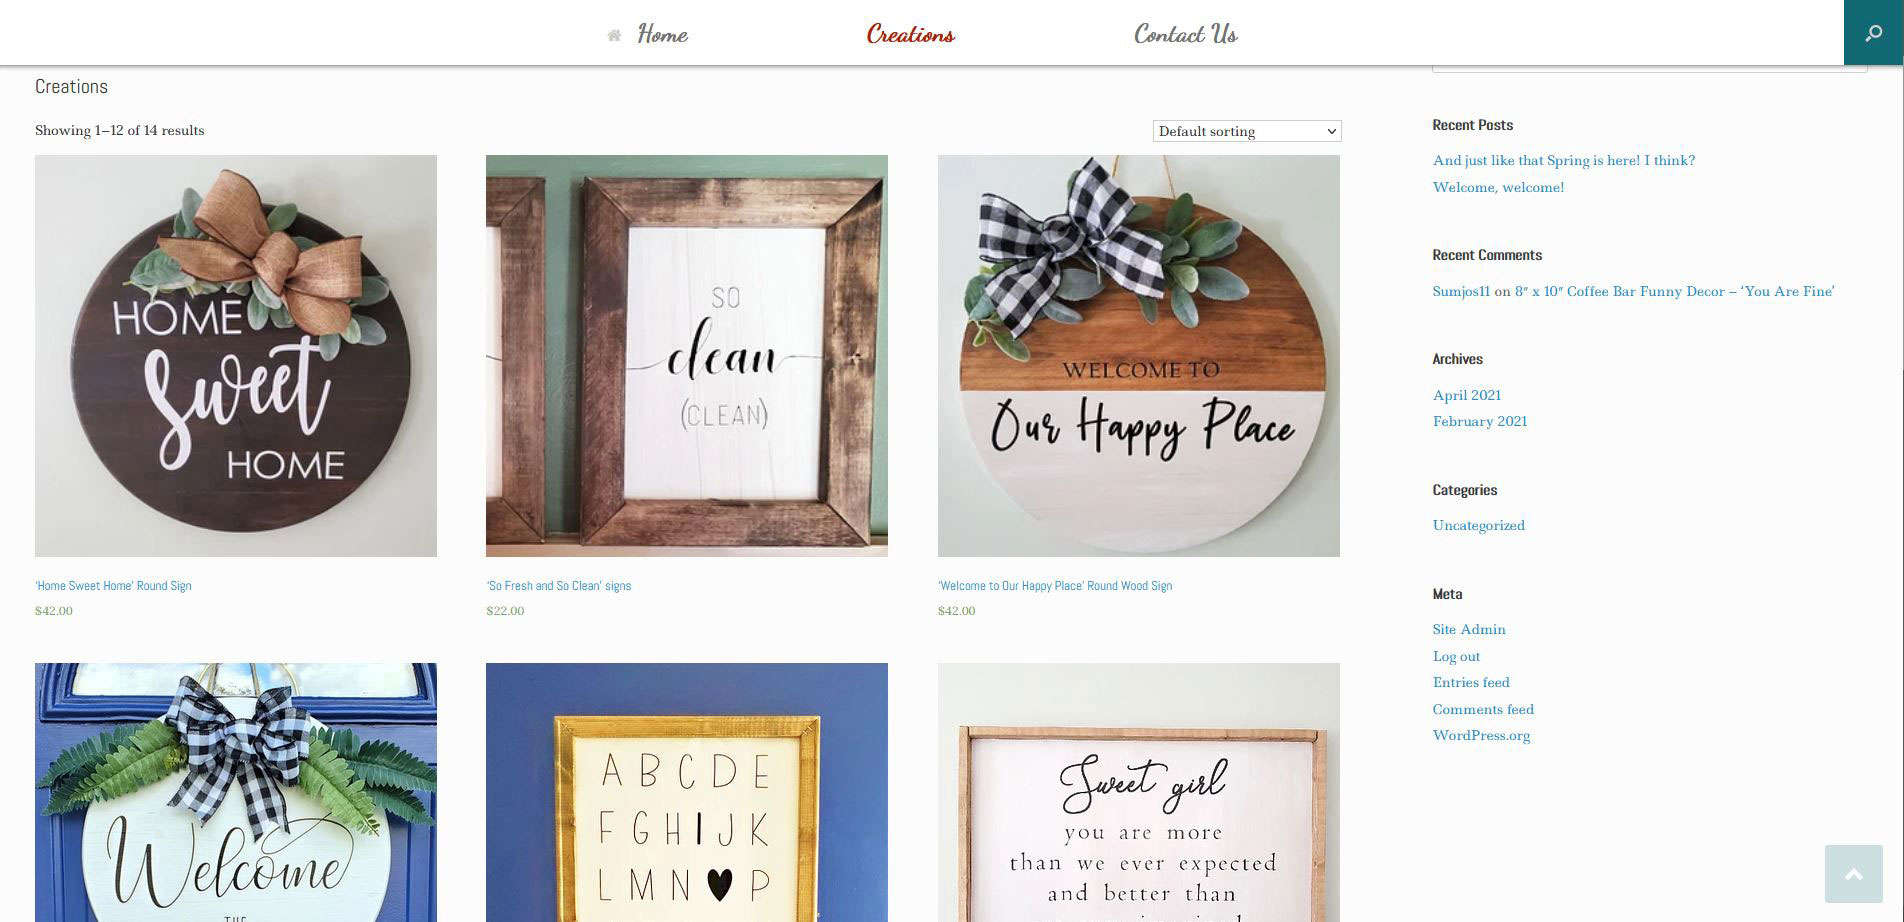 Home
Creations
Contact Us
Creations
Showing 1–12 of 14 results
Default sorting
HOME
Sweet
HOME
SO
clean
(CLEAN)
WELCOME TO
Our Happy Place
‘Home Sweet Home’ Round Sign
$42.00
‘So Fresh and So Clean’ signs
$22.00
‘Welcome to Our Happy Place’ Round Wood Sign
$42.00
Welcome
THE
A B C D E
F G H I J K
L M N ♥ P
Sweet girl
you are more
than we ever expected
and better than
Recent Posts
And just like that Spring is here! I think?
Welcome, welcome!
Recent Comments
Sumjos11 on 8″ x 10″ Coffee Bar Funny Decor – ‘You Are Fine’
Archives
April 2021
February 2021
Categories
Uncategorized
Meta
Site Admin
Log out
Entries feed
Comments feed
WordPress.org